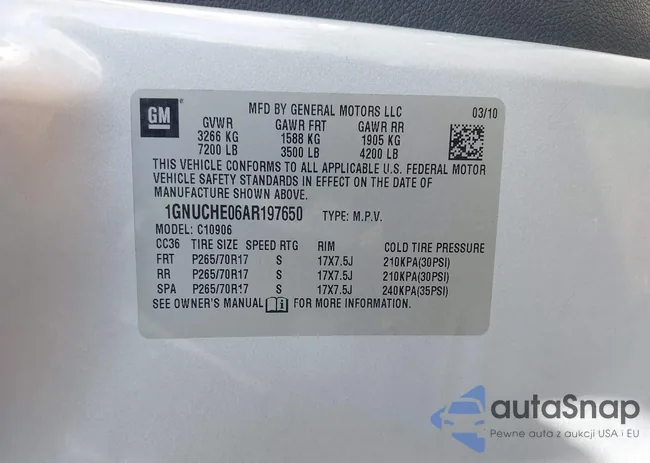 GM
MFD BY GENERAL MOTORS LLC 03/10
GVWR GAWR FRT GAWR RR
3266 KG 1588 KG 1905 KG
7200 LB 3500 LB 4200 LB
THIS VEHICLE CONFORMS TO ALL APPLICABLE U.S. FEDERAL MOTOR
VEHICLE SAFETY STANDARDS IN EFFECT ON THE DATE OF
MANUFACTURE SHOWN ABOVE.
1GNUCHE06AR197650 TYPE: M.P.V.
MODEL: C10906
CC36 TIRE SIZE SPEED RTG RIM COLD TIRE PRESSURE
FRT P265/70R17 S 17X7.5J 210KPA(30PSI)
RR P265/70R17 S 17X7.5J 210KPA(30PSI)
SPA P265/70R17 S 17X7.5J 240KPA(35PSI)
SEE OWNER'S MANUAL FOR MORE INFORMATION.
autaSnap
Pewne auta z aukcji USA i EU